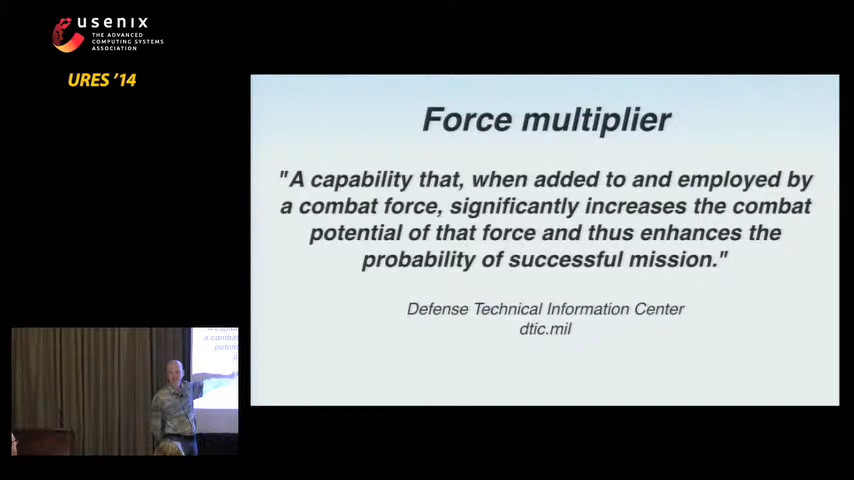 usenix
THE ADVANCED
COMPUTING SYSTEMS
ASSOCIATION
URES '14
Force multiplier
"A capability that, when added to and employed by
a combat force, significantly increases the combat
potential of that force and thus enhances the
probability of successful mission."
Defense Technical Information Center
dtic.mil
a combat
poten